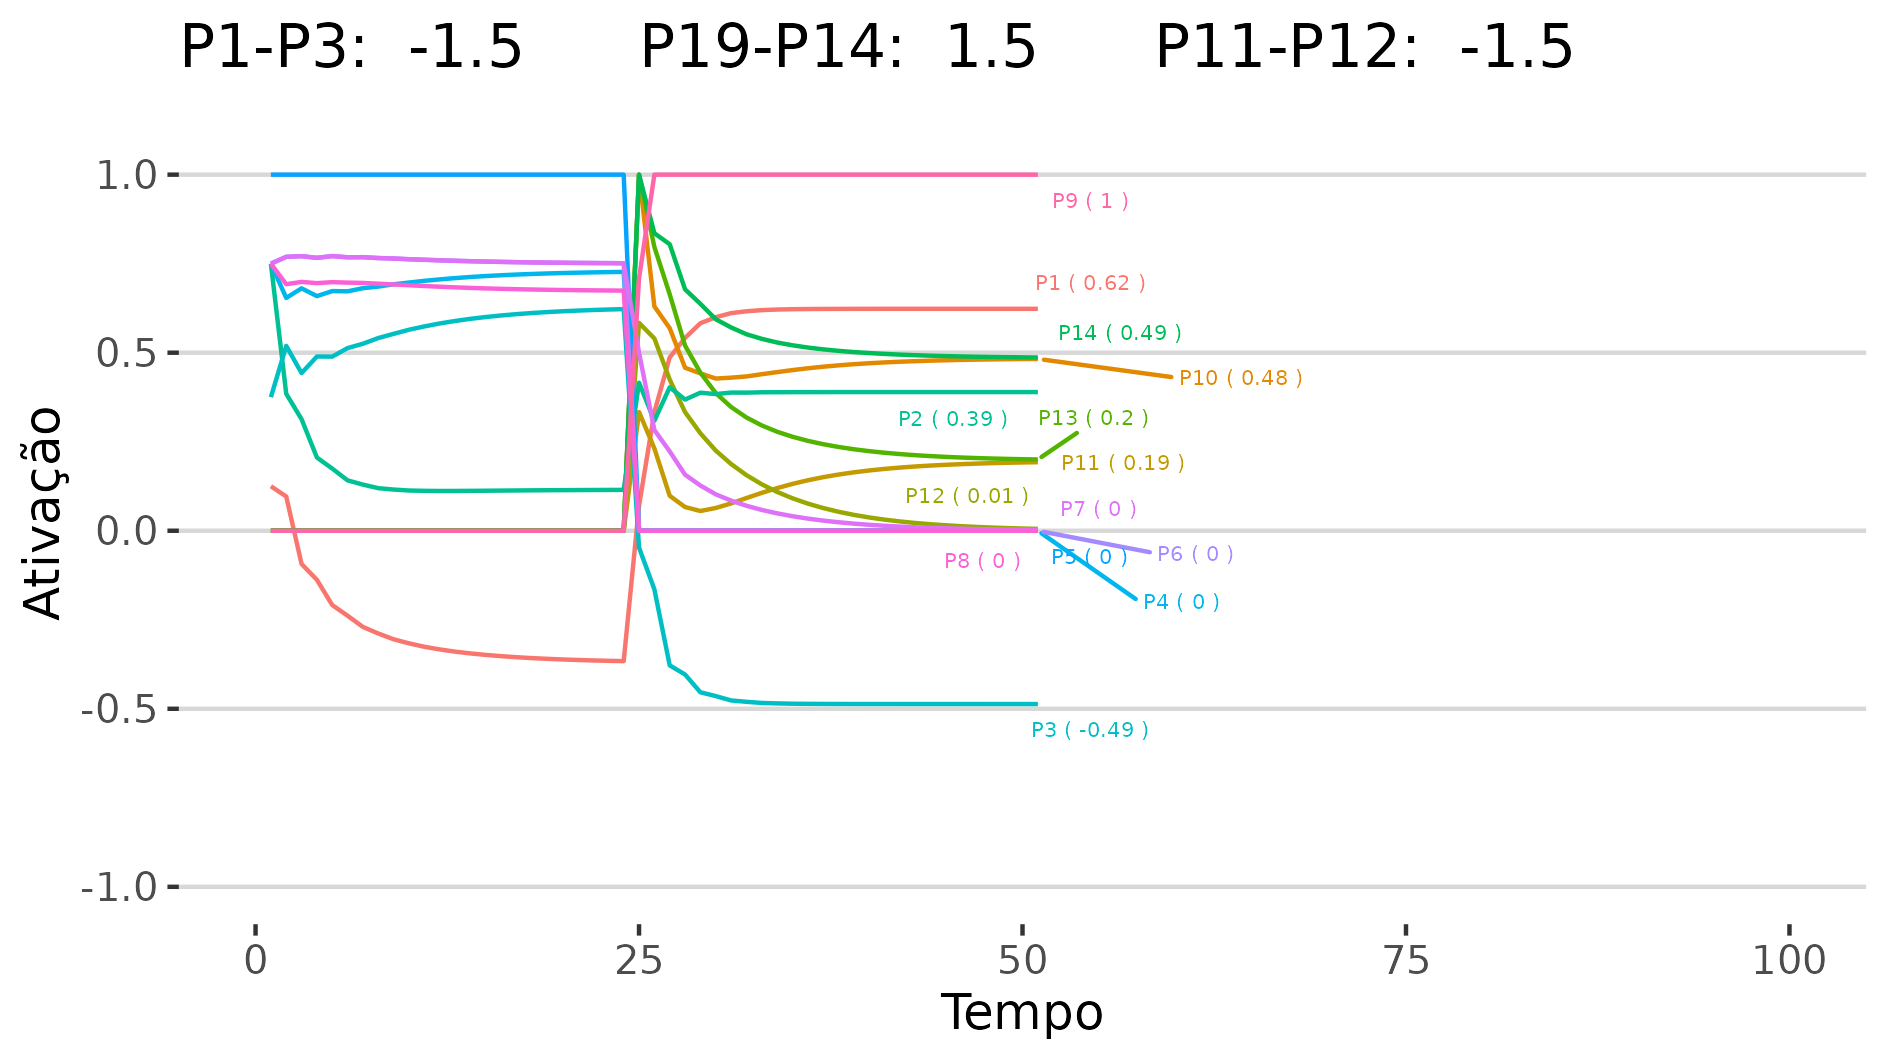 P1-P3: -1.5 P19-P14: 1.5 P11-P12: -1.5
1.0
P9 ( 1 )
P1 ( 0.62 )
P14 ( 0.49 )
0.5
P10 ( 0.48 )
P2 ( 0.39 ) P13 ( 0.2 )
P11 ( 0.19 )
P12 ( 0.01 )
P7 ( 0 )
0.0
P8 ( 0 ) P5 ( 0 ) P6 ( 0 )
P4 ( 0 )
Ativação
-0.5
P3 ( -0.49 )
-1.0
0 25 50 75 100
Tempo